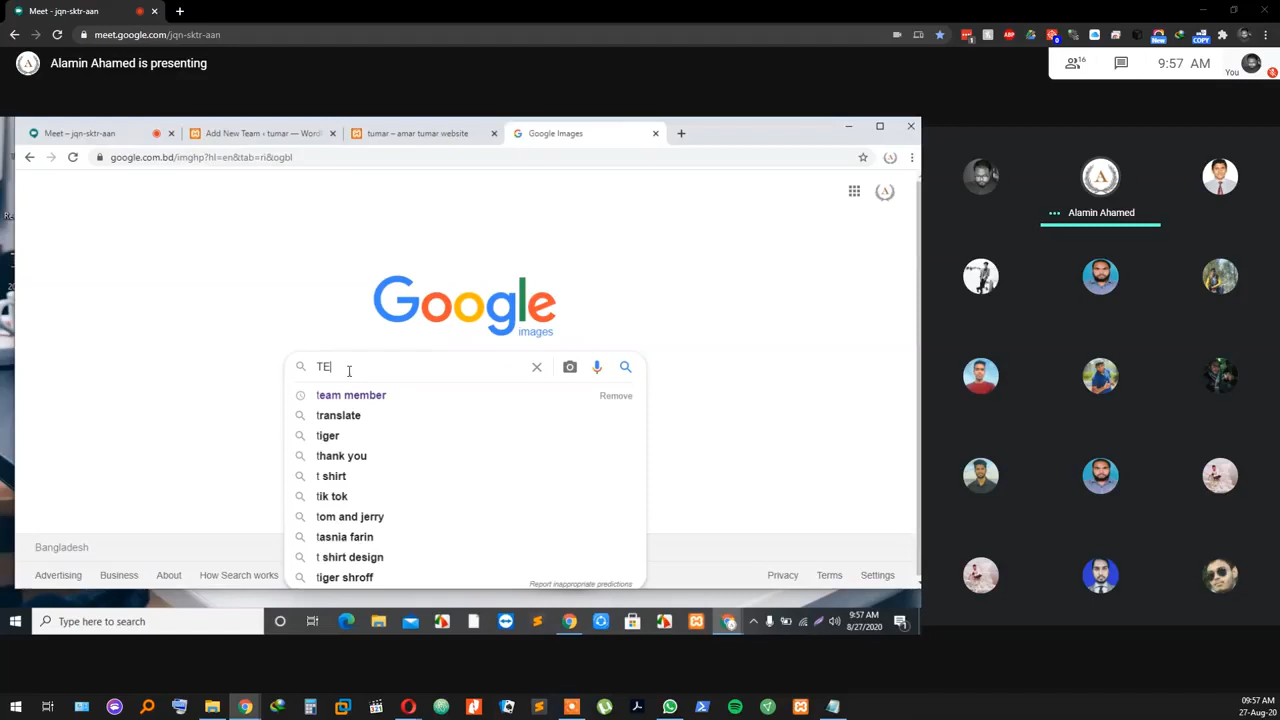 Meet - jqn-sktr-aan
meet.google.com/jqn-sktr-aan
New
COPY
Alamin Ahamed is presenting
16
9:57 AM
You
Meet – jqn-sktr-aan
Add New Team ‹ tumar — Word
tumar – amar tumar website
Google Images
google.com.bd/imghp?hl=en&tab=ri&ogbl
A
A
Google
images
TE
team member
Remove
translate
tiger
thank you
t shirt
tik tok
tom and jerry
tasnia farin
t shirt design
tiger shroff
Report inappropriate predictions
Bangladesh
Advertising
Business
About
How Search works
Privacy
Terms
Settings
Type here to search
9:57 AM
8/27/2020
A
Alamin Ahamed
09:57 AM
27-Aug-20